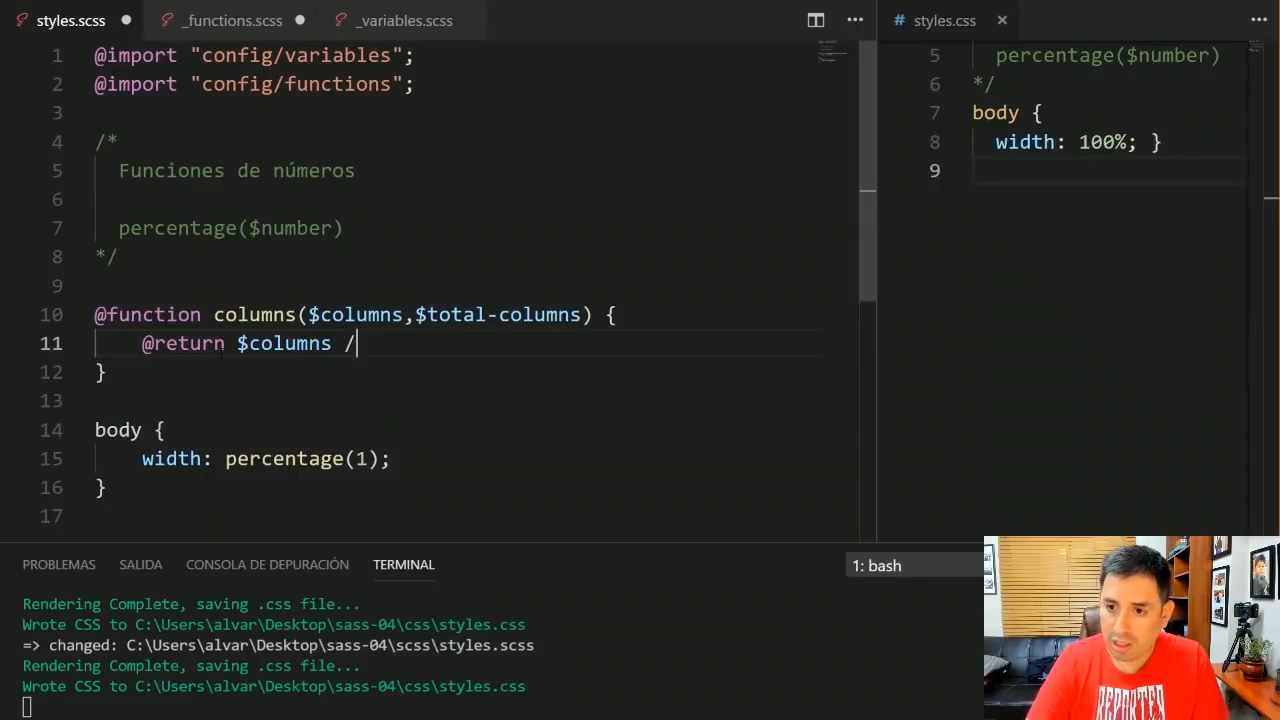 styles.scss
_functions.scss
_variables.scss
styles.css
1 @import "config/variables";
2 @import "config/functions";
3
4 /*
5 Funciones de números
6
7 percentage($number)
8 */
9
10 @function columns($columns,$total-columns) {
11 @return $columns /
12 }
13
14 body {
15 width: percentage(1);
16 }
17
5 percentage($number)
6 */
7 body {
8 width: 100%; }
9
PROBLEMAS SALIDA CONSOLA DE DEPURACIÓN TERMINAL
1: bash
Rendering Complete, saving .css file...
Wrote CSS to C:\Users\alvar\Desktop\sass-04\css\styles.css
=> changed: C:\Users\alvar\Desktop\sass-04\scss\styles.scss
Rendering Complete, saving .css file...
Wrote CSS to C:\Users\alvar\Desktop\sass-04\css\styles.css
REPORTER